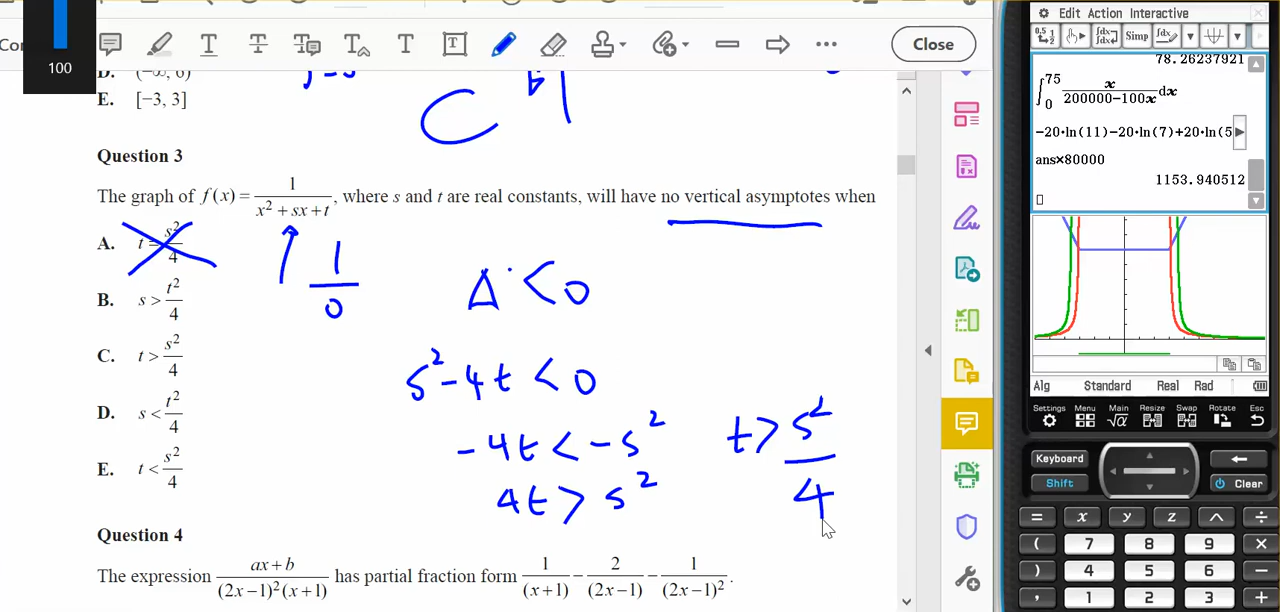 Close
100
E. [−3, 3]
C
Question 3
The graph of f(x) = 1/(x² + sx + t), where s and t are real constants, will have no vertical asymptotes when
A. t = s²/4
B. s > t²/4
C. t > s²/4
D. s < t²/4
E. t < s²/4
1/0
Δ < 0
s² - 4t < 0
-4t < -s²
4t > s²
t > s²/4
Question 4
The expression (ax + b)/((2x−1)²(x+1)) has partial fraction form 1/(x+1) − 2/(2x−1) − 1/(2x−1)².
Edit Action Interactive
Simp
78.26237921
∫₀⁷⁵ x/(200000−100x) dx
−20·ln(11)−20·ln(7)+20·ln(5
ans×80000
1153.940512
Alg Standard Real Rad
Settings Menu Main Resize Swap Rotate Esc
Keyboard
Shift Clear
= x y z ^ ÷
( 7 8 9 ×
) 4 5 6 −
, 1 2 3 +